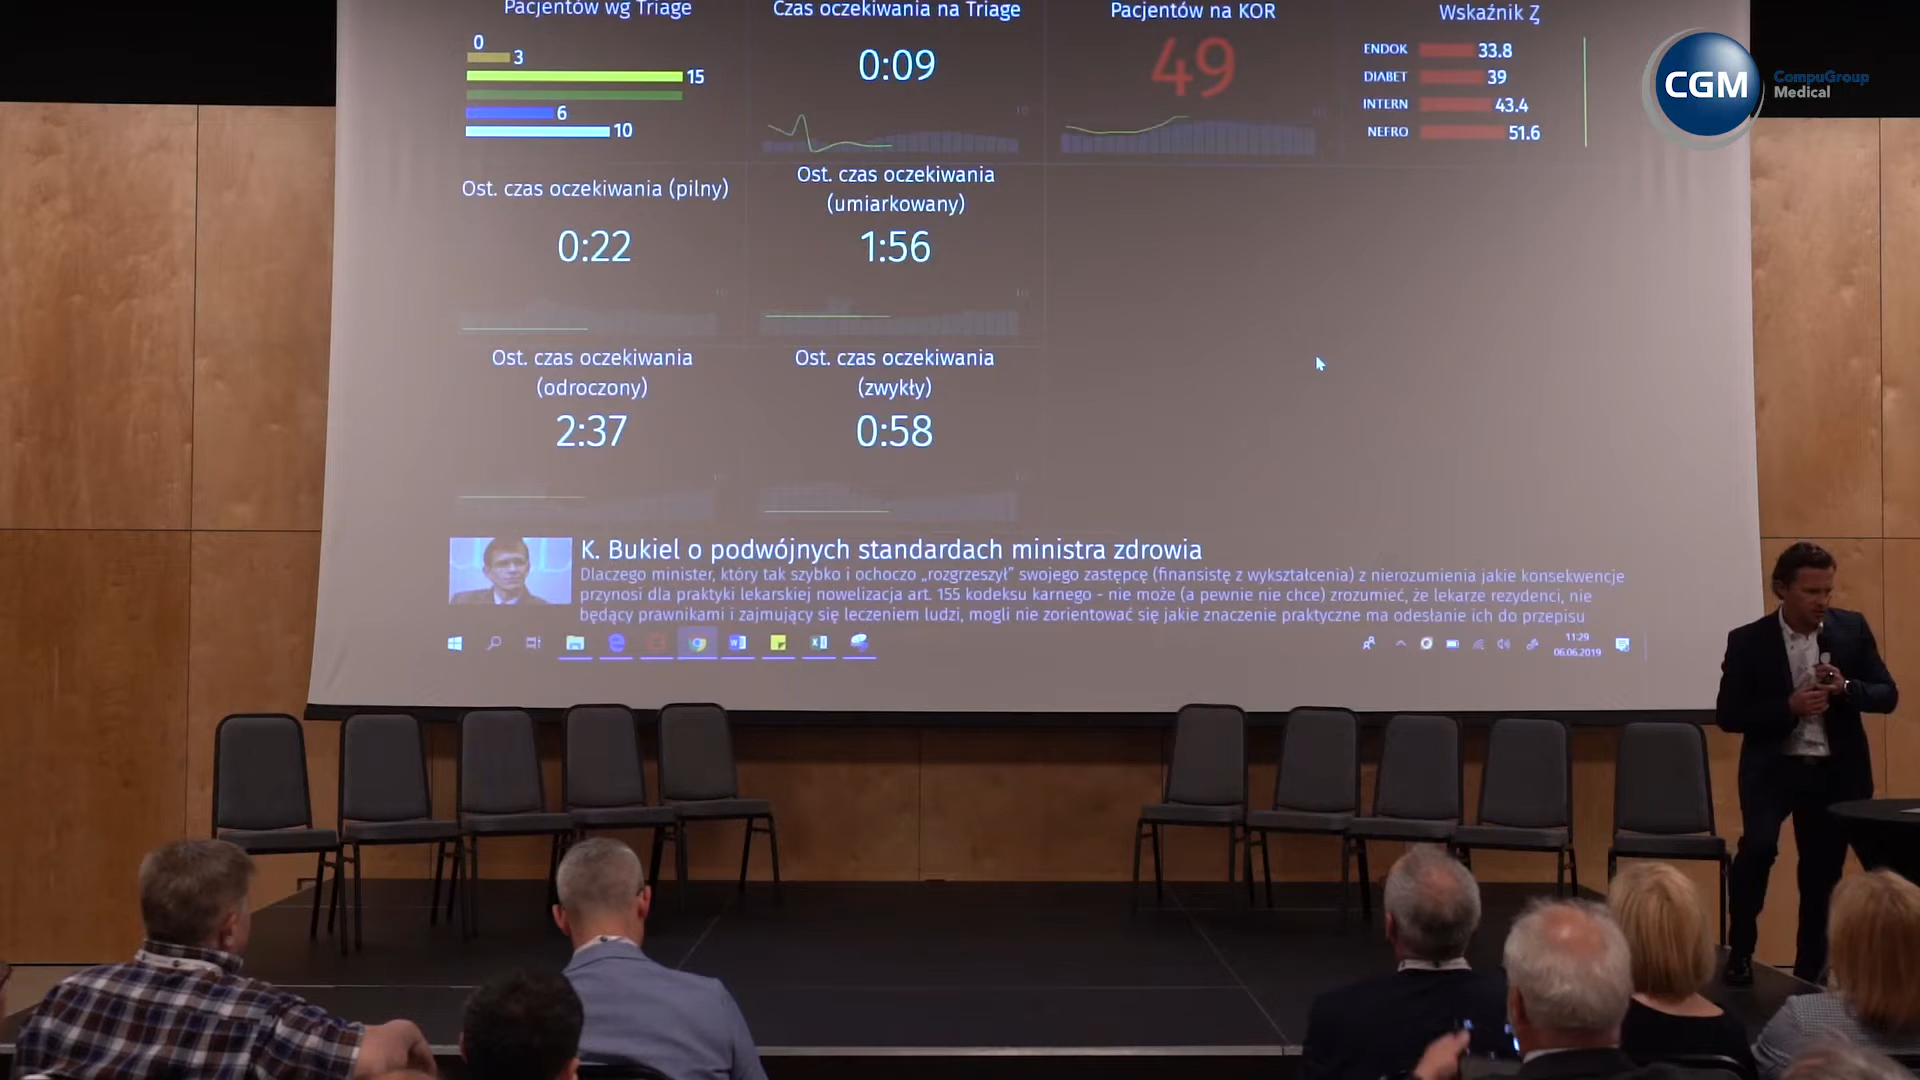 Pacjentów wg Triage
0
3
15
6
10
Czas oczekiwania na Triage
0:09
10
Pacjentów na KOR
49
Wskaźnik Z
ENDOK 33.8
DIABET 39
INTERN 43.4
NEFRO 51.6
CGM
CompuGroup
Medical
Ost. czas oczekiwania (pilny)
0:22
10
Ost. czas oczekiwania
(umiarkowany)
1:56
10
Ost. czas oczekiwania
(odroczony)
2:37
Ost. czas oczekiwania
(zwykły)
0:58
K. Bukiel o podwójnych standardach ministra zdrowia
Dlaczego minister, który tak szybko i ochoczo „rozgrzeszył” swojego zastępcę (finansistę z wykształcenia) z nierozumienia jakie konsekwencje
przynosi dla praktyki lekarskiej nowelizacja art. 155 kodeksu karnego - nie może (a pewnie nie chce) zrozumieć, że lekarze rezydenci, nie
będący prawnikami i zajmujący się leczeniem ludzi, mogli nie zorientować się jakie znaczenie praktyczne ma odesłanie ich do przepisu
11:29
06.06.2019